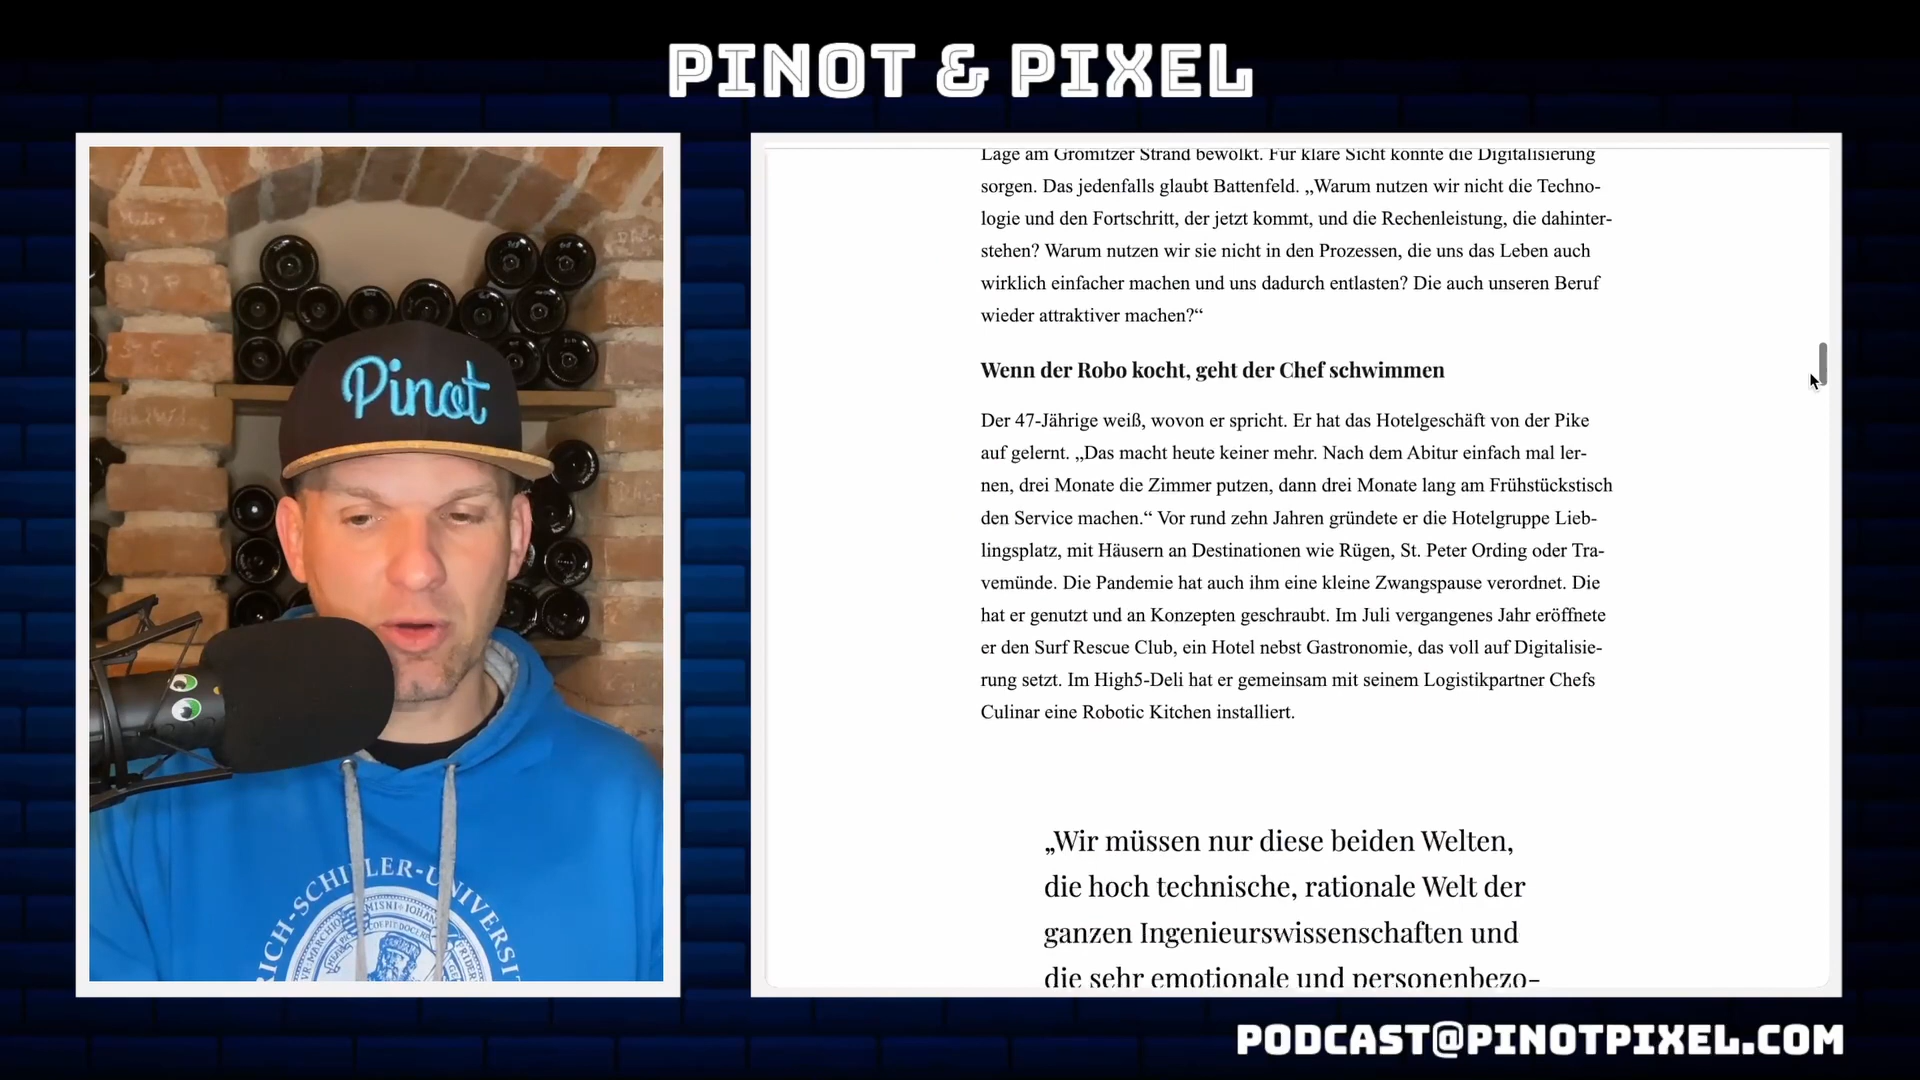 PINOT & PIXEL
Lage am Grömitzer Strand bewölkt. Für klare Sicht könnte die Digitalisierung
sorgen. Das jedenfalls glaubt Battenfeld. „Warum nutzen wir nicht die Techno-
logie und den Fortschritt, der jetzt kommt, und die Rechenleistung, die dahinter-
stehen? Warum nutzen wir sie nicht in den Prozessen, die uns das Leben auch
wirklich einfacher machen und uns dadurch entlasten? Die auch unseren Beruf
wieder attraktiver machen?“
Wenn der Robo kocht, geht der Chef schwimmen
Der 47-Jährige weiß, wovon er spricht. Er hat das Hotelgeschäft von der Pike
auf gelernt. „Das macht heute keiner mehr. Nach dem Abitur einfach mal ler-
nen, drei Monate die Zimmer putzen, dann drei Monate lang am Frühstückstisch
den Service machen.“ Vor rund zehn Jahren gründete er die Hotelgruppe Lieb-
lingsplatz, mit Häusern an Destinationen wie Rügen, St. Peter Ording oder Tra-
vemünde. Die Pandemie hat auch ihm eine kleine Zwangspause verordnet. Die
hat er genutzt und an Konzepten geschraubt. Im Juli vergangenes Jahr eröffnete
er den Surf Rescue Club, ein Hotel nebst Gastronomie, das voll auf Digitalisie-
rung setzt. Im High5-Deli hat er gemeinsam mit seinem Logistikpartner Chefs
Culinar eine Robotic Kitchen installiert.
„Wir müssen nur diese beiden Welten,
die hoch technische, rationale Welt der
ganzen Ingenieurswissenschaften und
die sehr emotionale und personenbezo-
Pinot
RICH-SCHILLER-UNIVERSIT
PODCAST@PINOTPIXEL.COM